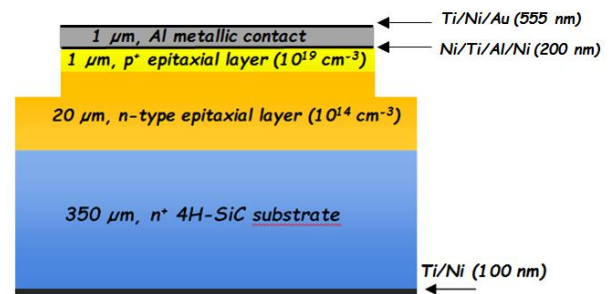 Ti/Ni/Au (555 nm)
1 μm, Al metallic contact
Ni/Ti/Al/Ni (200 nm)
1 μm, p⁺ epitaxial layer (10¹⁹ cm⁻³)
20 μm, n-type epitaxial layer (10¹⁴ cm⁻³)
350 μm, n⁺ 4H-SiC substrate
Ti/Ni (100 nm)